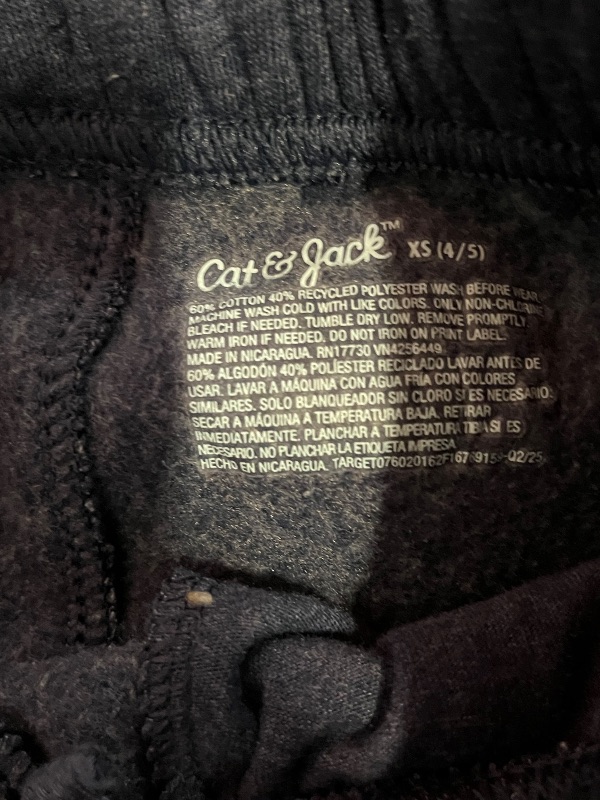 Cat & Jack™ XS (4/5)
60% COTTON 40% RECYCLED POLYESTER WASH BEFORE WEAR.
MACHINE WASH COLD WITH LIKE COLORS. ONLY NON-CHLORINE
BLEACH IF NEEDED. TUMBLE DRY LOW. REMOVE PROMPTLY.
WARM IRON IF NEEDED. DO NOT IRON ON PRINT LABEL.
MADE IN NICARAGUA. RN17730 VN4256449
60% ALGODÓN 40% POLIÉSTER RECICLADO LAVAR ANTES DE
USAR. LAVAR A MÁQUINA CON AGUA FRÍA CON COLORES
SIMILARES. SOLO BLANQUEADOR SIN CLORO SI ES NECESARIO.
SECAR A MÁQUINA A TEMPERATURA BAJA. RETIRAR
INMEDIATAMENTE. PLANCHAR A TEMPERATURA TIBIA SI ES
NECESARIO. NO PLANCHAR LA ETIQUETA IMPRESA
HECHO EN NICARAGUA.